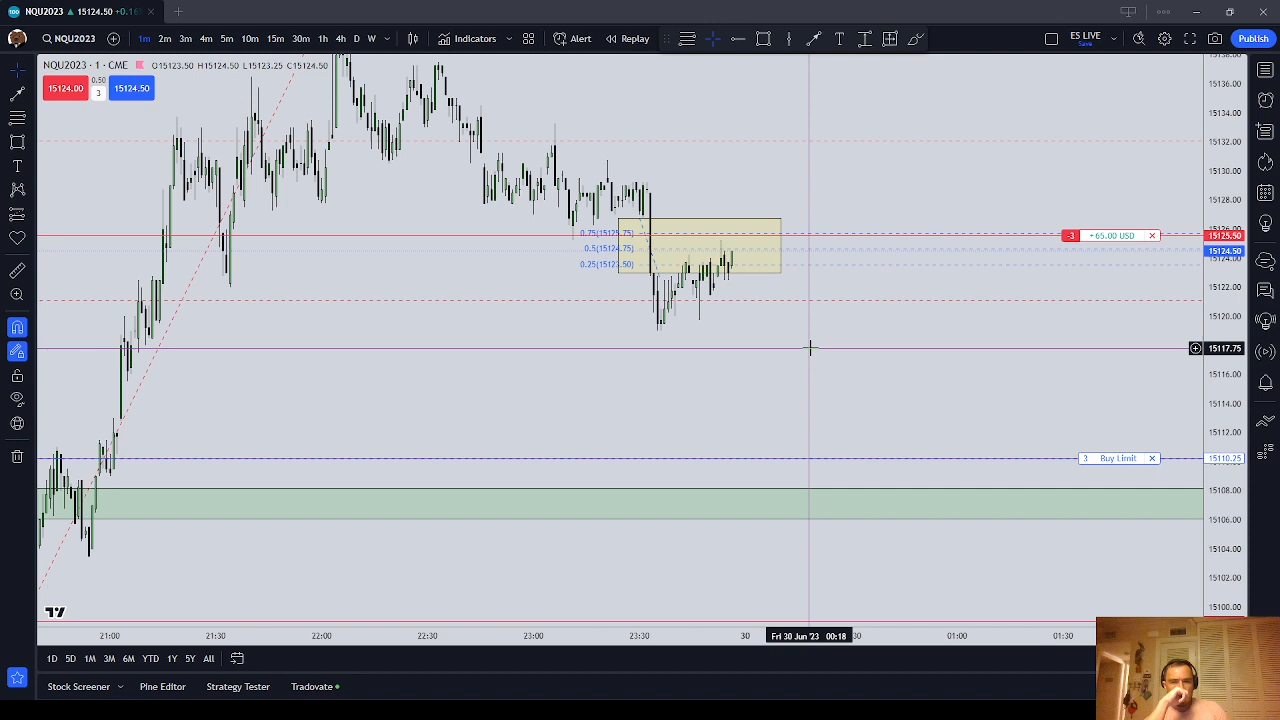 NQU2023 ▲ 15124.50 +0.16
NQU2023 1m 2m 3m 4m 5m 10m 15m 30m 1h 4h D W Indicators Alert Replay ES LIVE Save Publish
NQU2023 · 1 · CME O15123.50 H15124.50 L15123.25 C15124.50
15124.00 0.50 3 15124.50
15134.00
15132.00
15130.00
15128.00
0.75(15125.75) -3 +65.00 USD 15125.50
0.5(15124.75) 15124.50
0.25(15123.50)
15122.00
15120.00
15117.75
15116.00
15114.00
15112.00
3 Buy Limit 15110.25
15108.00
15106.00
15104.00
15102.00
15100.00
21:00 21:30 22:00 22:30 23:00 23:30 30 Fri 30 Jun '23 00:18 01:00 01:30
1D 5D 1M 3M 6M YTD 1Y 5Y All
Stock Screener Pine Editor Strategy Tester Tradovate